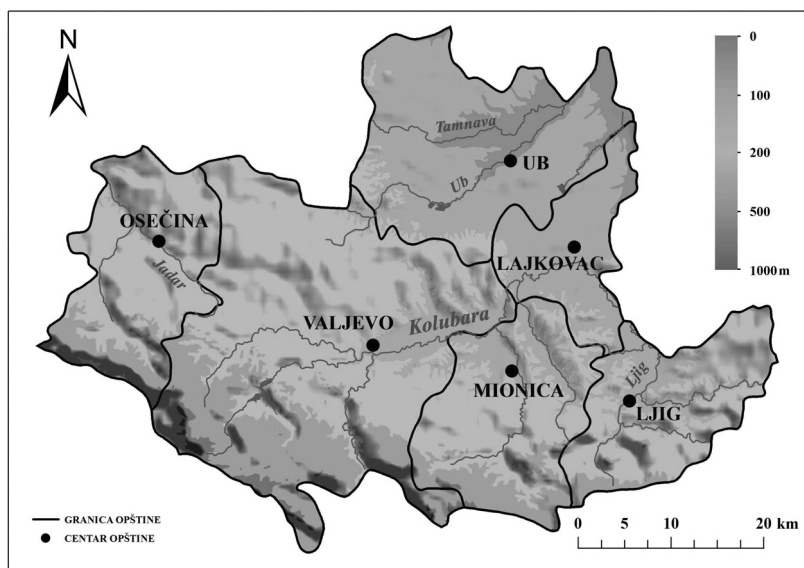 N
0
100
200
500
1000 m
Tamnava
UB
Ub
OSEČINA
Jadar
LAJKOVAC
VALJEVO
Kolubara
MIONICA
Ljig
LJIG
GRANICA OPŠTINE
CENTAR OPŠTINE
0 5 10 20 km